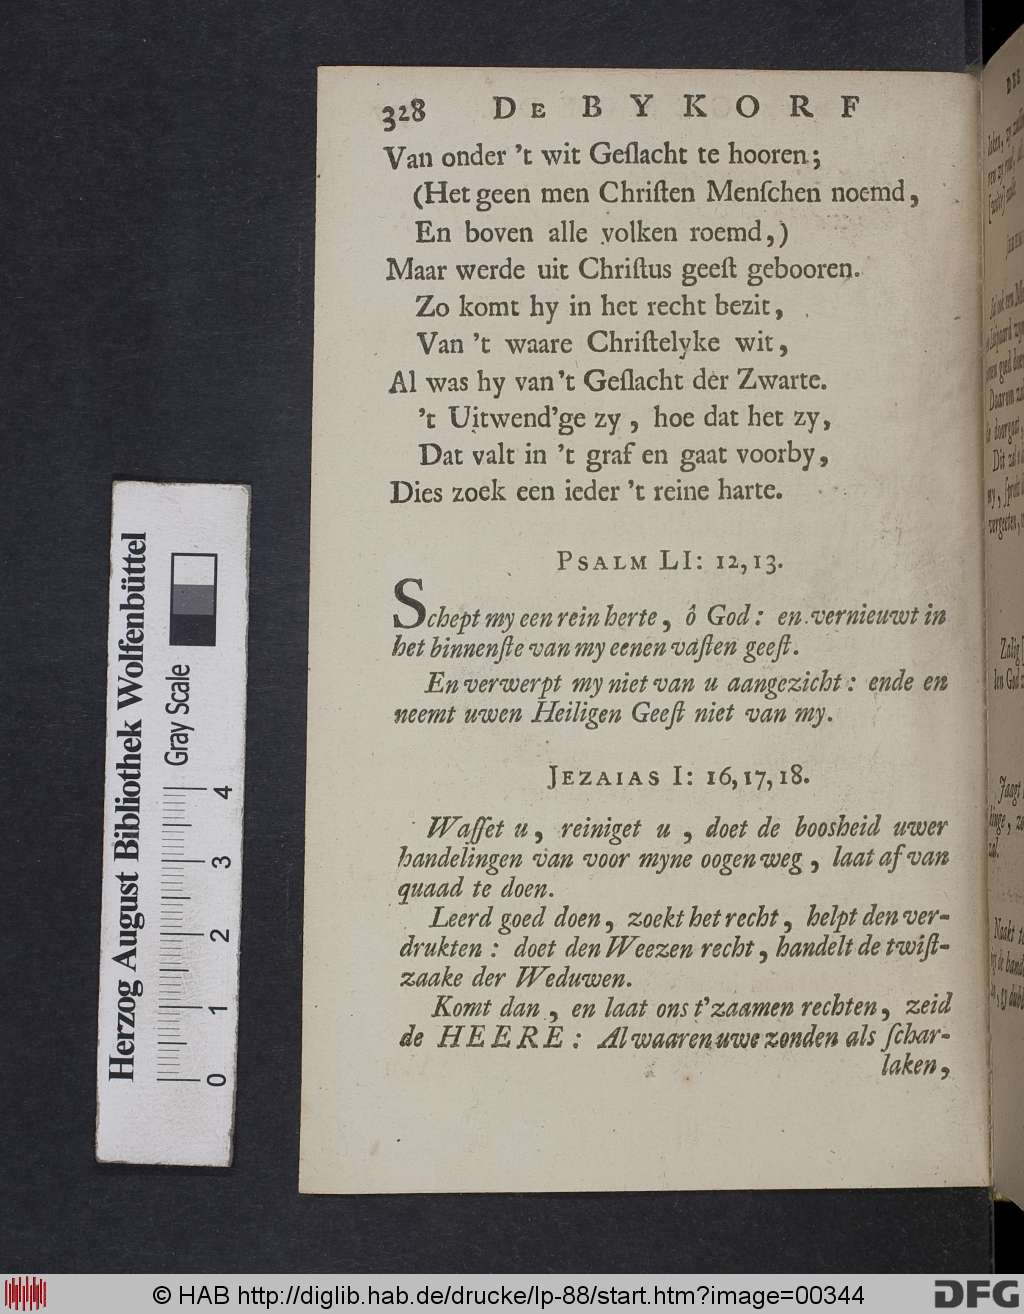 328 De BYKORF
Van onder 't wit Geſlacht te hooren;
(Het geen men Chriſten Menſchen noemd,
En boven alle volken roemd,)
Maar werde uit Chriſtus geeſt gebooren.
Zo komt hy in het recht bezit,
Van 't waare Chriſtelyke wit,
Al was hy van 't Geſlacht der Zwarte.
't Uitwend'ge zy, hoe dat het zy,
Dat valt in 't graf en gaat voorby,
Dies zoek een ieder 't reine harte.
PSALM LI: 12, 13.
Schept my een rein herte, ô God: en vernieuwt in
het binnenſte van my eenen vaſten geeſt.
En verwerpt my niet van u aangezicht: ende en
neemt uwen Heiligen Geeſt niet van my.
JEZAIAS I: 16, 17, 18.
Waſſet u, reiniget u, doet de boosheid uwer
handelingen van voor myne oogen weg, laat af van
quaad te doen.
Leerd goed doen, zoekt het recht, helpt den ver-
drukten: doet den Weezen recht, handelt de twiſt-
zaake der Weduwen.
Komt dan, en laat ons t'zaamen rechten, zeid
de HEERE: Al waaren uwe zonden als ſchar-
laken,
Herzog August Bibliothek Wolfenbüttel
Gray Scale
0 1 2 3 4
© HAB http://diglib.hab.de/drucke/lp-88/start.htm?image=00344
DFG